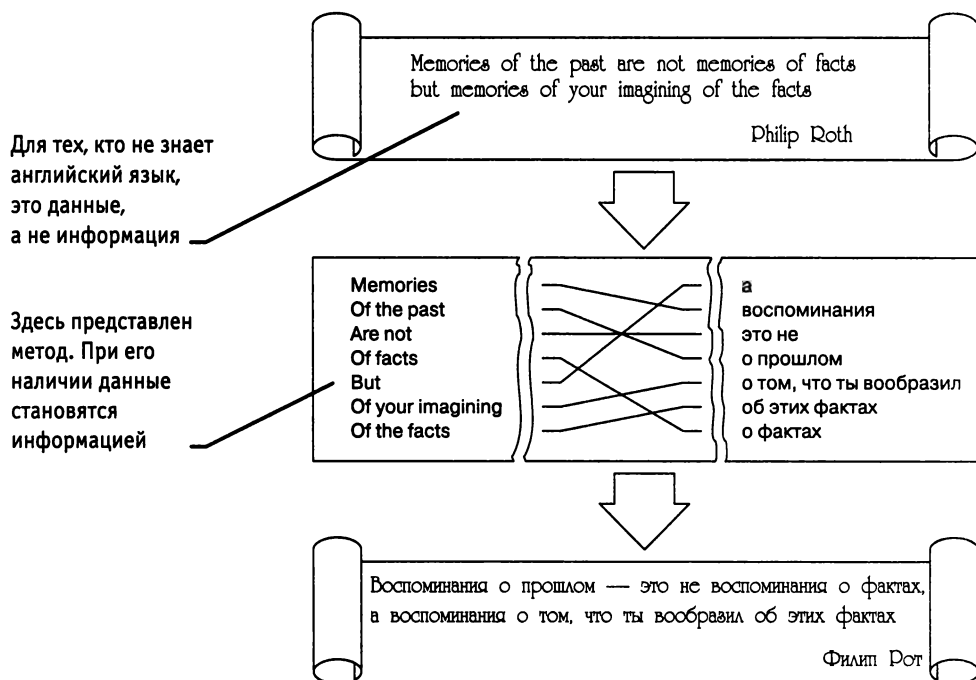 Memories of the past are not memories of facts
but memories of your imagining of the facts
Philip Roth
Для тех, кто не знает
английский язык,
это данные,
а не информация
Memories
Of the past
Are not
Of facts
But
Of your imagining
Of the facts
а
воспоминания
это не
о прошлом
о том, что ты вообразил
об этих фактах
о фактах
Здесь представлен
метод. При его
наличии данные
становятся
информацией
Воспоминания о прошлом — это не воспоминания о фактах,
а воспоминания о том, что ты вообразил об этих фактах
Филип Рот